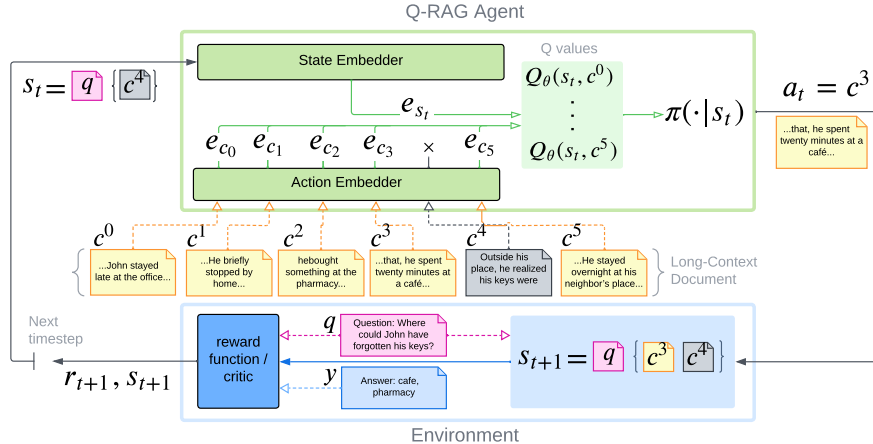 Q-RAG Agent
State Embedder
Q values
s_t = q { c^4 }
Q_θ(s_t, c^0)
e_{s_t}
⋮
π(·|s_t)
a_t = c^3
e_{c_0} e_{c_1} e_{c_2} e_{c_3} × e_{c_5}
Q_θ(s_t, c^5)
...that, he spent
twenty minutes at a
café...
Action Embedder
c^0 c^1 c^2 c^3 c^4 c^5
...John stayed
late at the office...
...He briefly
stopped by
home...
hebought
something at the
pharmacy...
...that, he spent
twenty minutes at
a café...
Outside his
place, he realized
his keys were
...He stayed
overnight at his
neighbor's place...
Long-Context
Document
Next
timestep
r_{t+1}, s_{t+1}
reward
function /
critic
q
Question: Where
could John have
forgotten his keys?
y
Answer: cafe,
pharmacy
s_{t+1} = q { c^3 c^4 }
Environment